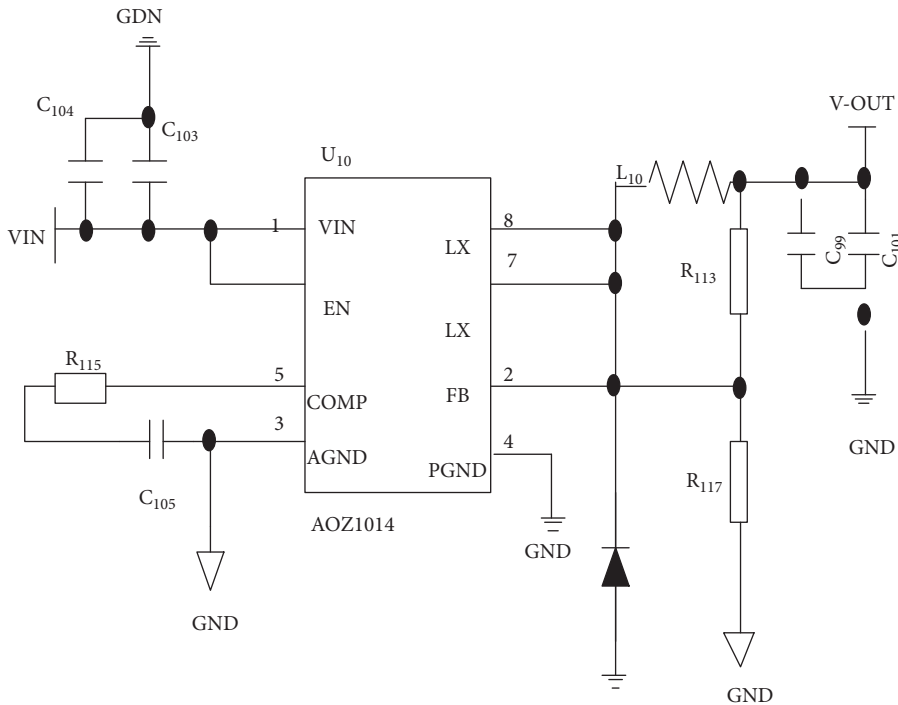 GDN
C104
C103
V-OUT
U10
L10
VIN
1
VIN
8
LX
7
EN
LX
R113
C99
C101
R115
5
COMP
2
FB
3
AGND
4
PGND
GND
C105
AOZ1014
GND
R117
GND
GND